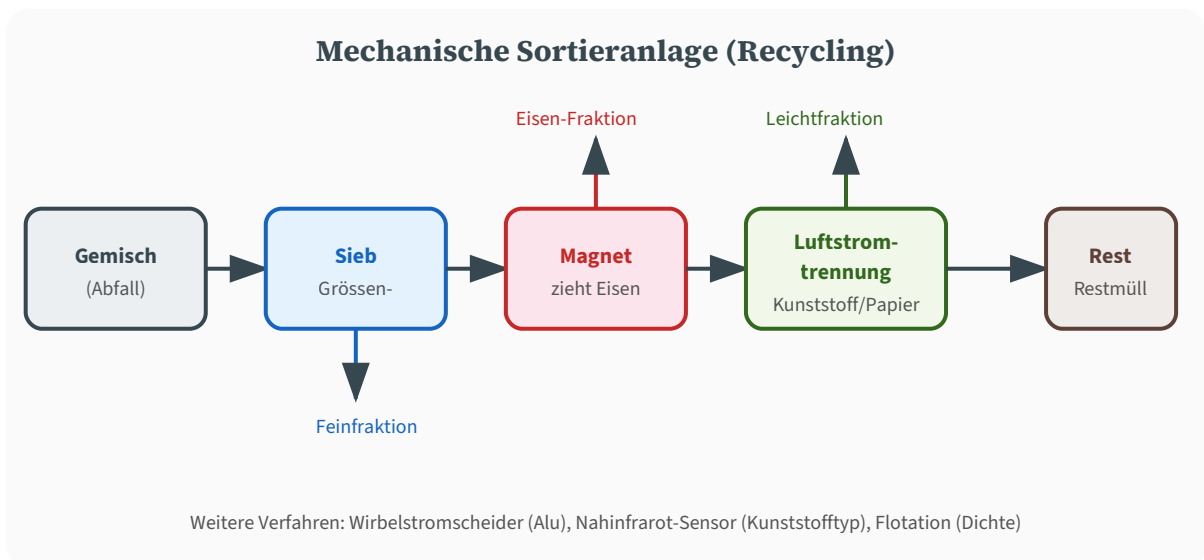 Mechanische Sortieranlage (Recycling)
Eisen-Fraktion
Leichtfraktion
Gemisch
(Abfall)
Sieb
Grössen-
Magnet
zieht Eisen
Luftstrom-
trennung
Kunststoff/Papier
Rest
Restmüll
Feinfraktion
Weitere Verfahren: Wirbelstromscheider (Alu), Nahinfrarot-Sensor (Kunststofftyp), Flotation (Dichte)